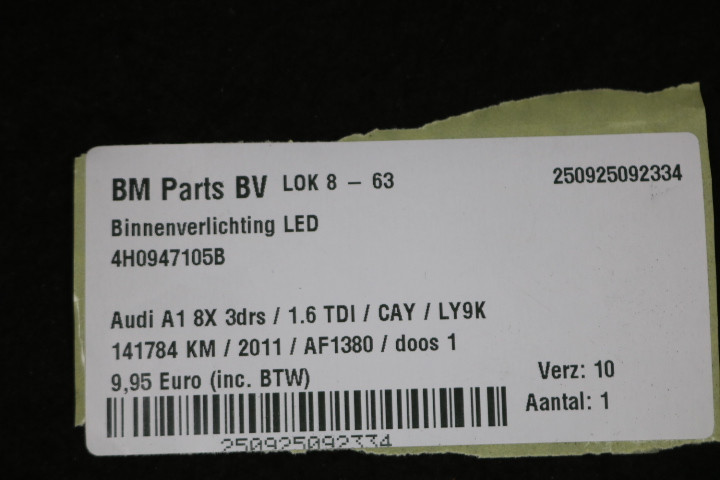 BM Parts BV LOK 8 – 63 250925092334
Binnenverlichting LED
4H0947105B
Audi A1 8X 3drs / 1.6 TDI / CAY / LY9K
141784 KM / 2011 / AF1380 / doos 1
9,95 Euro (inc. BTW) Verz: 10
Aantal: 1
250925092334